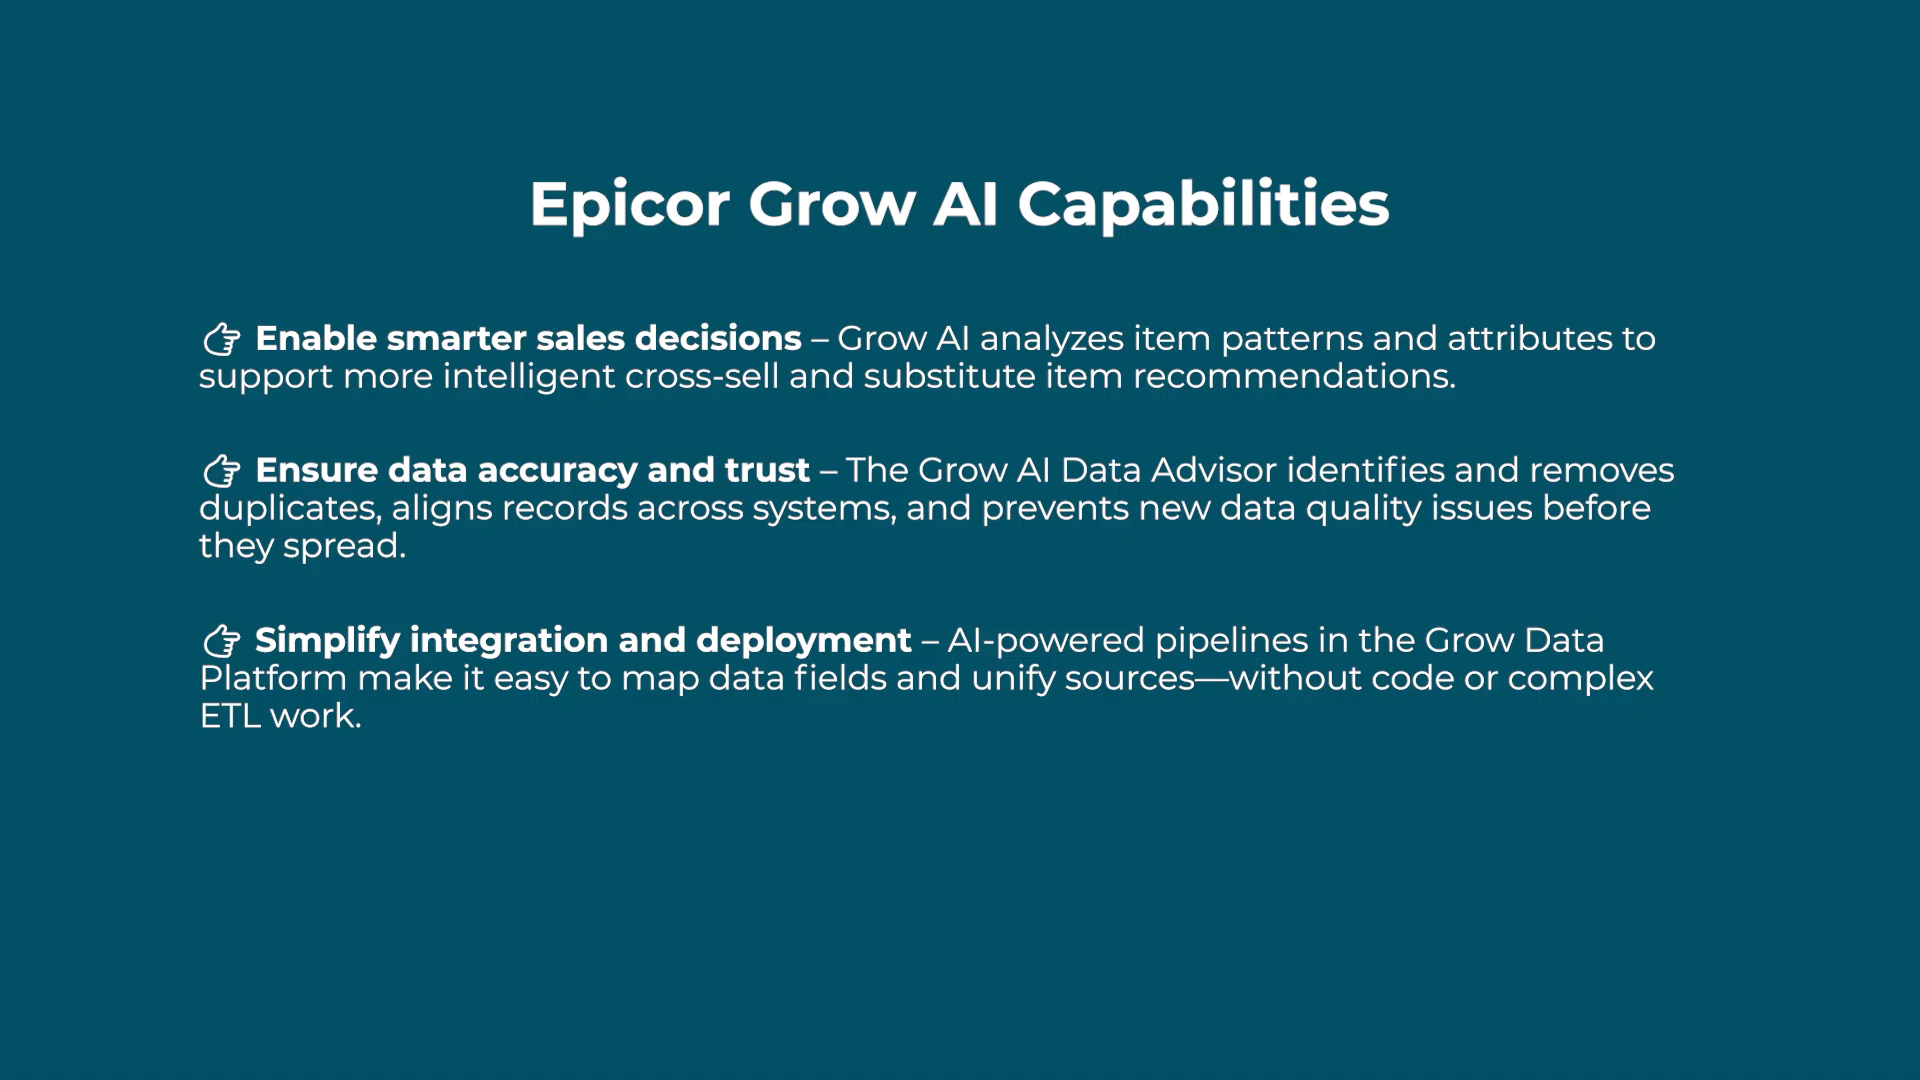 Epicor Grow AI Capabilities
Enable smarter sales decisions – Grow AI analyzes item patterns and attributes to
support more intelligent cross-sell and substitute item recommendations.
Ensure data accuracy and trust – The Grow AI Data Advisor identifies and removes
duplicates, aligns records across systems, and prevents new data quality issues before
they spread.
Simplify integration and deployment – AI-powered pipelines in the Grow Data
Platform make it easy to map data fields and unify sources—without code or complex
ETL work.